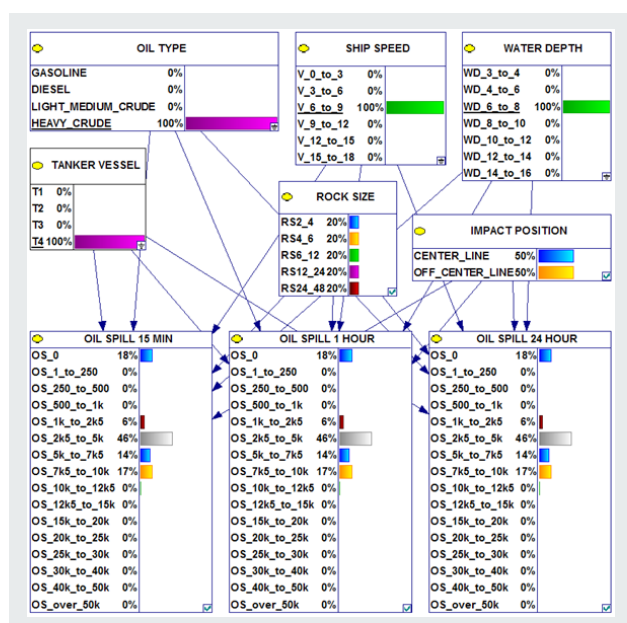 OIL TYPE
GASOLINE 0%
DIESEL 0%
LIGHT_MEDIUM_CRUDE 0%
HEAVY_CRUDE 100%
SHIP SPEED
V_0_to_3 0%
V_3_to_6 0%
V_6_to_9 100%
V_9_to_12 0%
V_12_to_15 0%
V_15_to_18 0%
WATER DEPTH
WD_3_to_4 0%
WD_4_to_6 0%
WD_6_to_8 100%
WD_8_to_10 0%
WD_10_to_12 0%
WD_12_to_14 0%
WD_14_to_16 0%
TANKER VESSEL
T1 0%
T2 0%
T3 0%
T4 100%
ROCK SIZE
RS2_4 20%
RS4_6 20%
RS6_12 20%
RS12_24 20%
RS24_48 20%
IMPACT POSITION
CENTER_LINE 50%
OFF_CENTER_LINE 50%
OIL SPILL 15 MIN
OS_0 18%
OS_1_to_250 0%
OS_250_to_500 0%
OS_500_to_1k 0%
OS_1k_to_2k5 6%
OS_2k5_to_5k 46%
OS_5k_to_7k5 14%
OS_7k5_to_10k 17%
OS_10k_to_12k5 0%
OS_12k5_to_15k 0%
OS_15k_to_20k 0%
OS_20k_to_25k 0%
OS_25k_to_30k 0%
OS_30k_to_40k 0%
OS_40k_to_50k 0%
OS_over_50k 0%
OIL SPILL 1 HOUR
OS_0 18%
OS_1_to_250 0%
OS_250_to_500 0%
OS_500_to_1k 0%
OS_1k_to_2k5 6%
OS_2k5_to_5k 46%
OS_5k_to_7k5 14%
OS_7k5_to_10k 17%
OS_10k_to_12k5 0%
OS_12k5_to_15k 0%
OS_15k_to_20k 0%
OS_20k_to_25k 0%
OS_25k_to_30k 0%
OS_30k_to_40k 0%
OS_40k_to_50k 0%
OS_over_50k 0%
OIL SPILL 24 HOUR
OS_0 18%
OS_1_to_250 0%
OS_250_to_500 0%
OS_500_to_1k 0%
OS_1k_to_2k5 6%
OS_2k5_to_5k 46%
OS_5k_to_7k5 14%
OS_7k5_to_10k 17%
OS_10k_to_12k5 0%
OS_12k5_to_15k 0%
OS_15k_to_20k 0%
OS_20k_to_25k 0%
OS_25k_to_30k 0%
OS_30k_to_40k 0%
OS_40k_to_50k 0%
OS_over_50k 0%